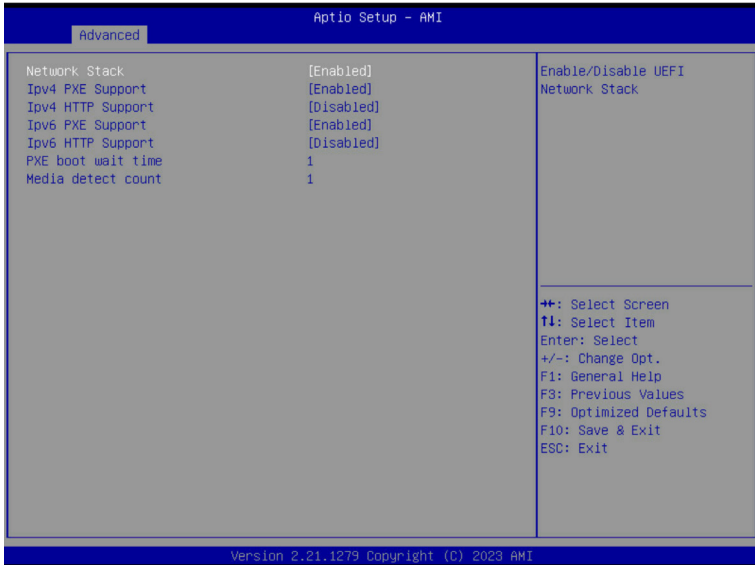 Aptio Setup – AMI
Advanced
Network Stack [Enabled]
Ipv4 PXE Support [Enabled]
Ipv4 HTTP Support [Disabled]
Ipv6 PXE Support [Enabled]
Ipv6 HTTP Support [Disabled]
PXE boot wait time 1
Media detect count 1
Enable/Disable UEFI
Network Stack
→←: Select Screen
↑↓: Select Item
Enter: Select
+/-: Change Opt.
F1: General Help
F3: Previous Values
F9: Optimized Defaults
F10: Save & Exit
ESC: Exit
Version 2.21.1279 Copyright (C) 2023 AMI